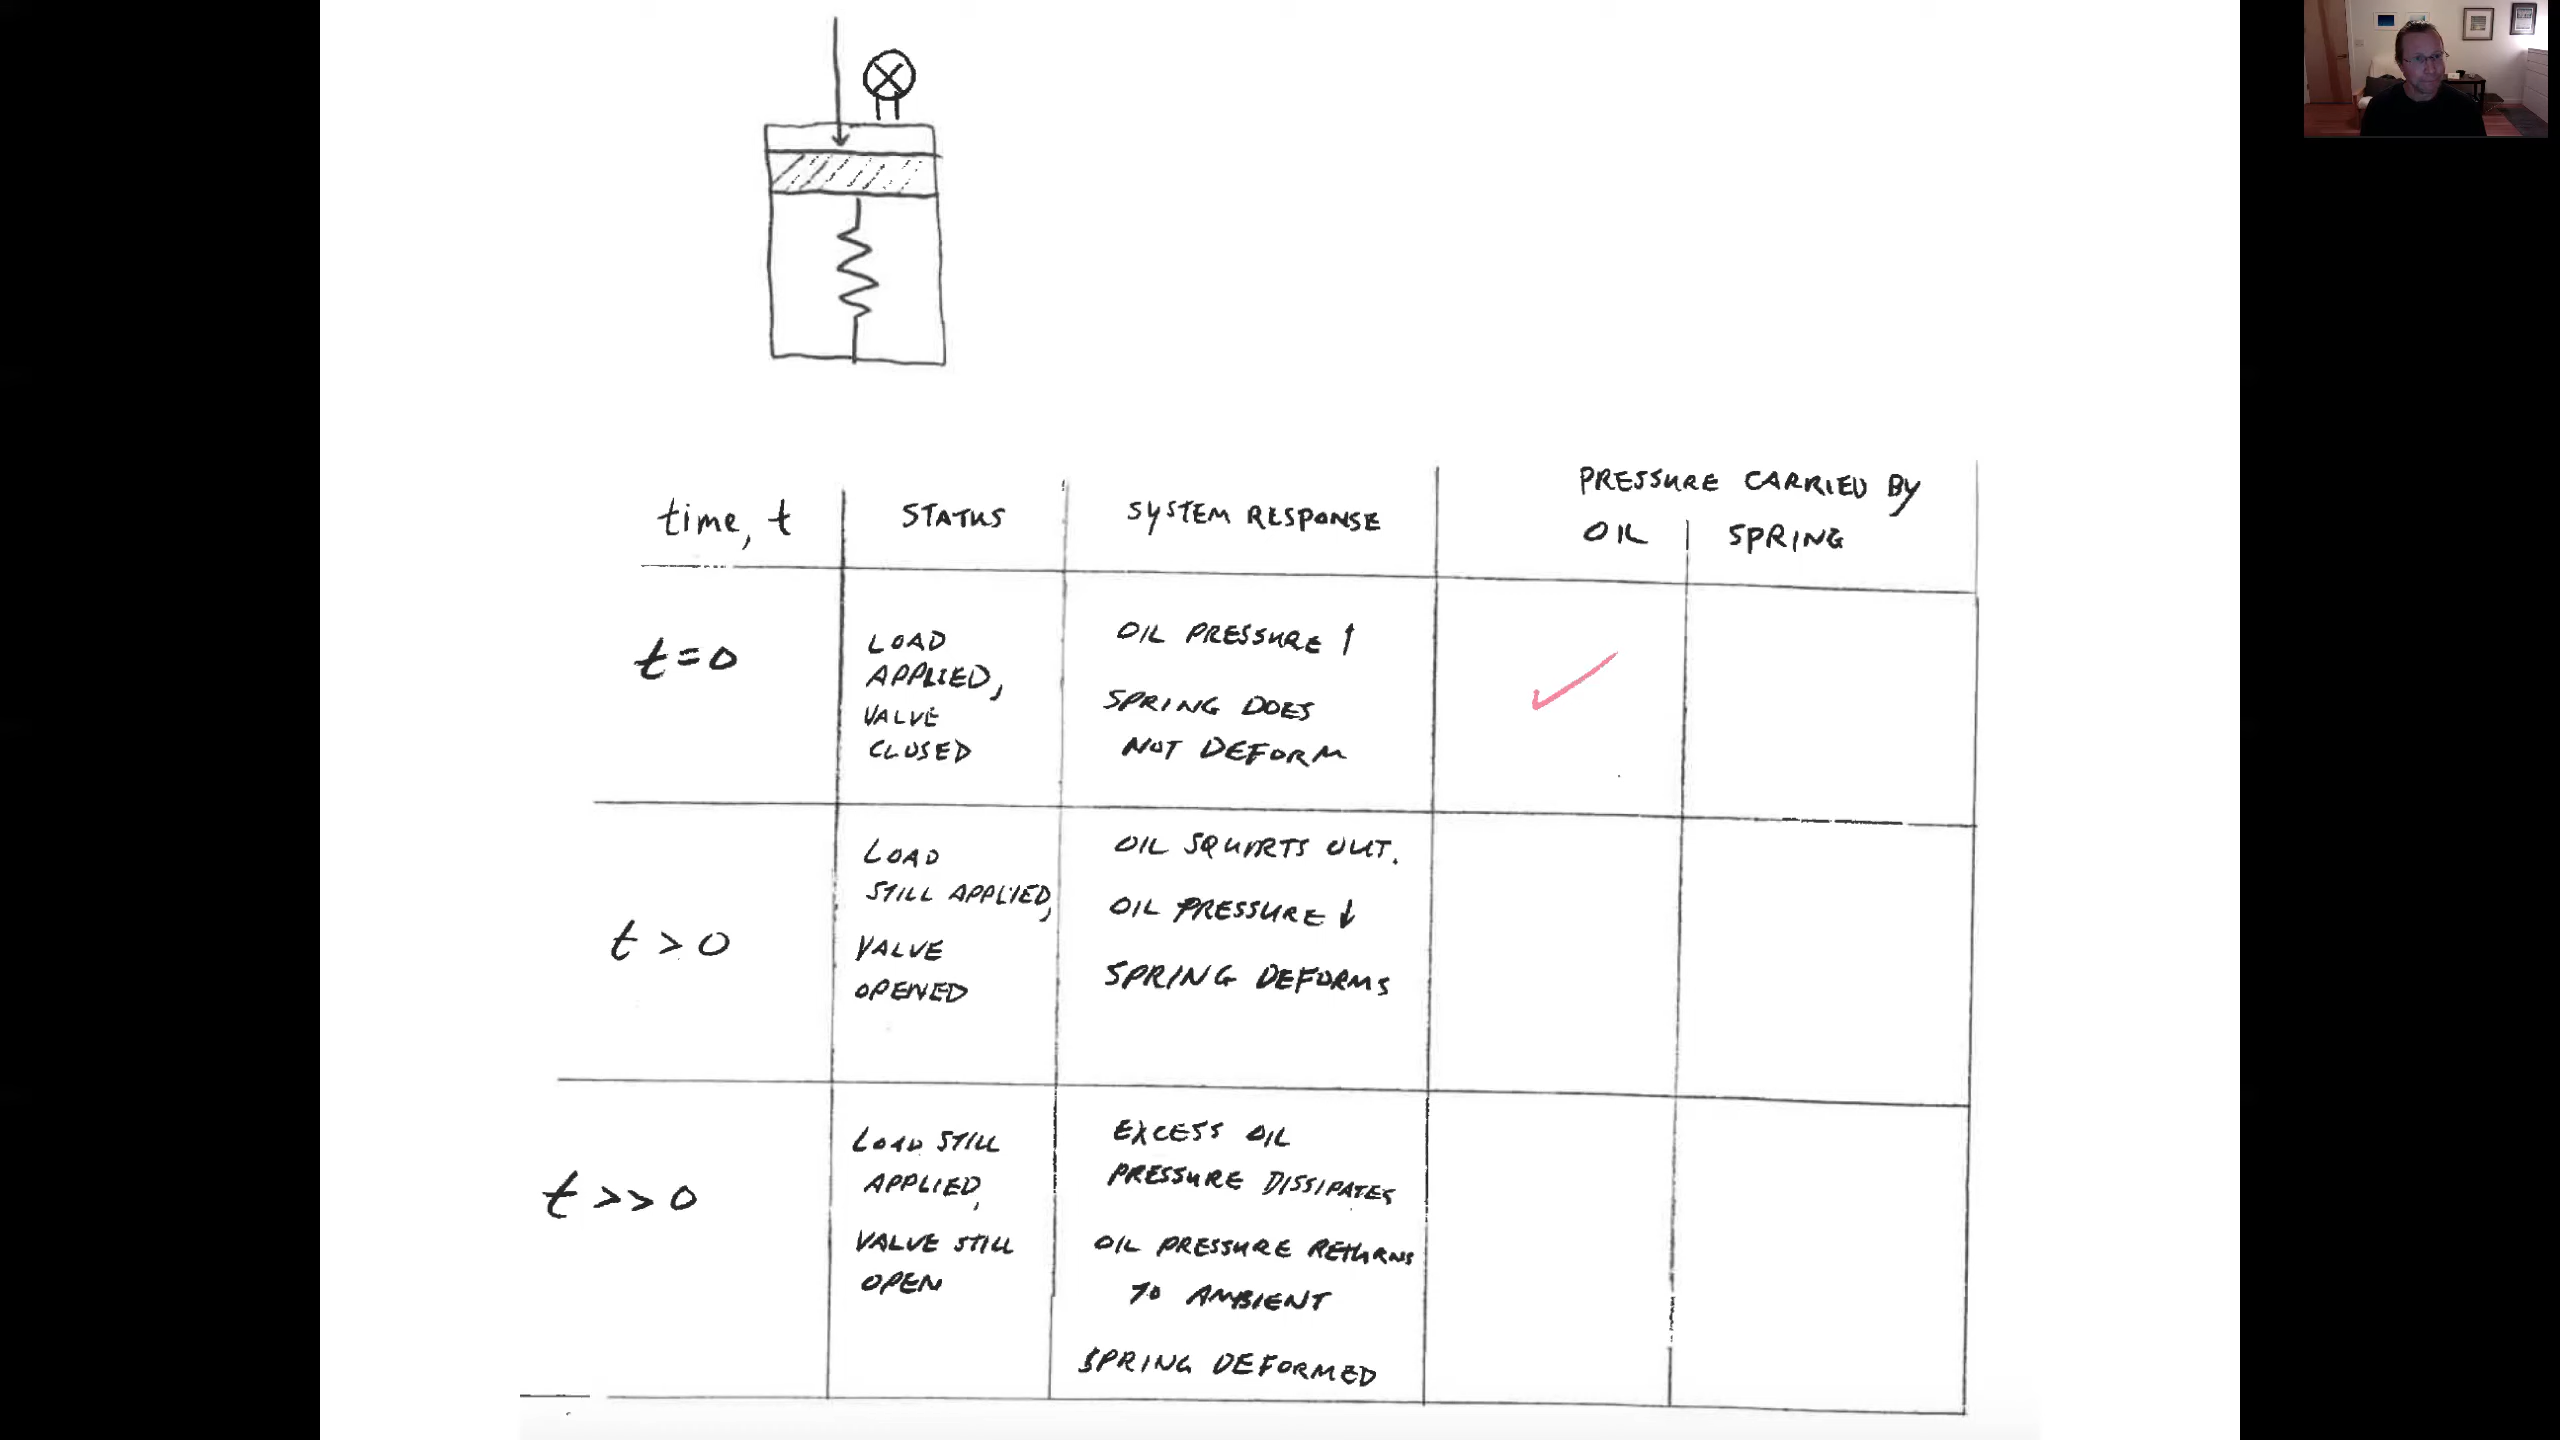 PRESSURE CARRIED BY
time, t
STATUS
SYSTEM RESPONSE
OIL
SPRING
t = 0
LOAD
APPLIED,
VALVE
CLOSED
OIL PRESSURE ↑
SPRING DOES
NOT DEFORM
✓
t > 0
LOAD
STILL APPLIED,
VALVE
OPENED
OIL SQUIRTS OUT.
OIL PRESSURE ↓
SPRING DEFORMS
t >> 0
LOAD STILL
APPLIED,
VALVE STILL
OPEN
EXCESS OIL
PRESSURE DISSIPATES
OIL PRESSURE RETURNS
TO AMBIENT
SPRING DEFORMED